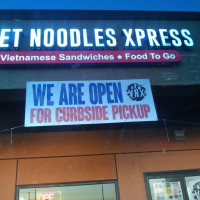 ET NOODLES XPRESS
Vietnamese Sandwiches • Food To Go
WE ARE OPEN
FOR CURBSIDE PICKUP